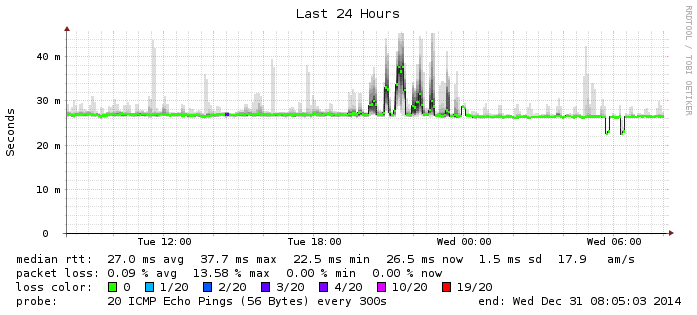 Last 24 Hours
RRDTOOL / TOBI OETIKER
Seconds
40 m
30 m
20 m
10 m
0
Tue 12:00 Tue 18:00 Wed 00:00 Wed 06:00
median rtt: 27.0 ms avg 37.7 ms max 22.5 ms min 26.5 ms now 1.5 ms sd 17.9 am/s
packet loss: 0.09 % avg 13.58 % max 0.00 % min 0.00 % now
loss color: 0 1/20 2/20 3/20 4/20 10/20 19/20
probe: 20 ICMP Echo Pings (56 Bytes) every 300s end: Wed Dec 31 08:05:03 2014